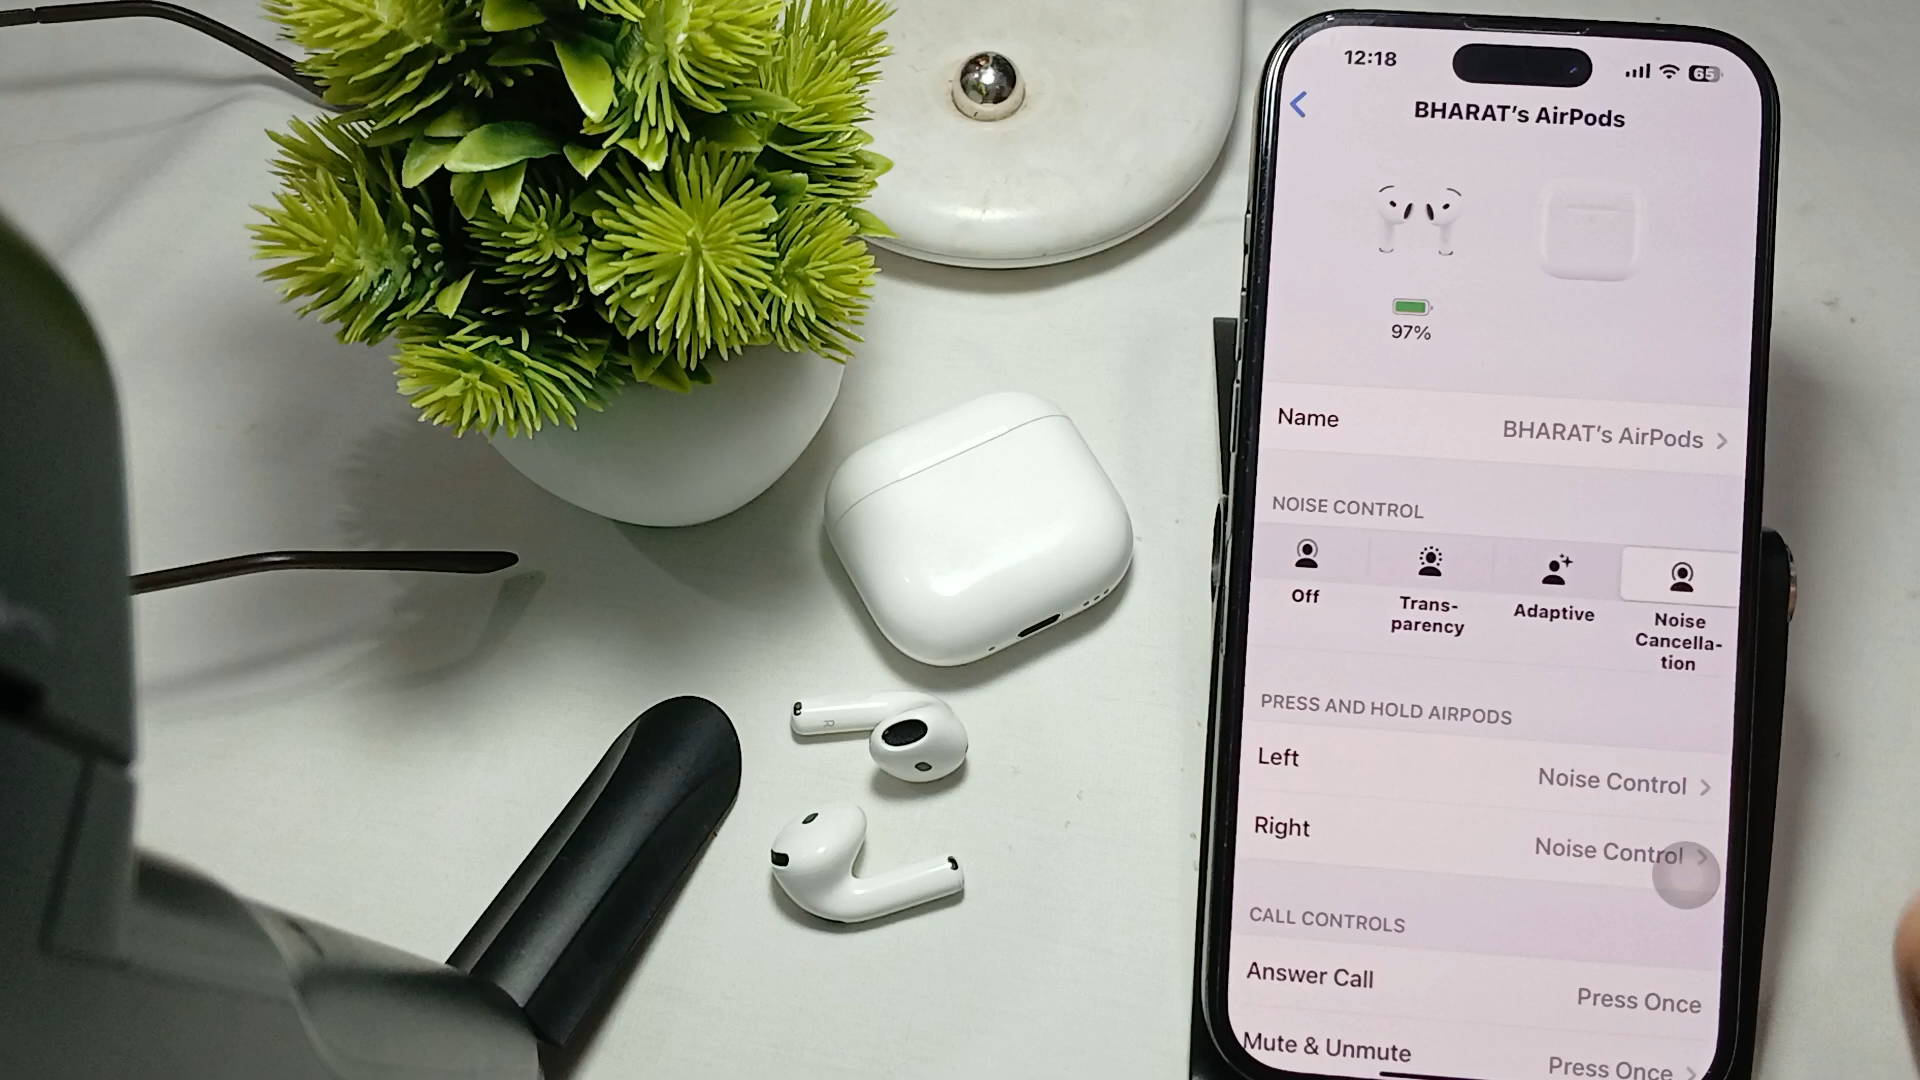 12:18
65
BHARAT's AirPods
97%
Name
BHARAT's AirPods
NOISE CONTROL
Off
Trans-
parency
Adaptive
Noise
Cancella-
tion
PRESS AND HOLD AIRPODS
Left
Noise Control
Right
Noise Control
CALL CONTROLS
Answer Call
Press Once
Mute & Unmute
Press Once
R